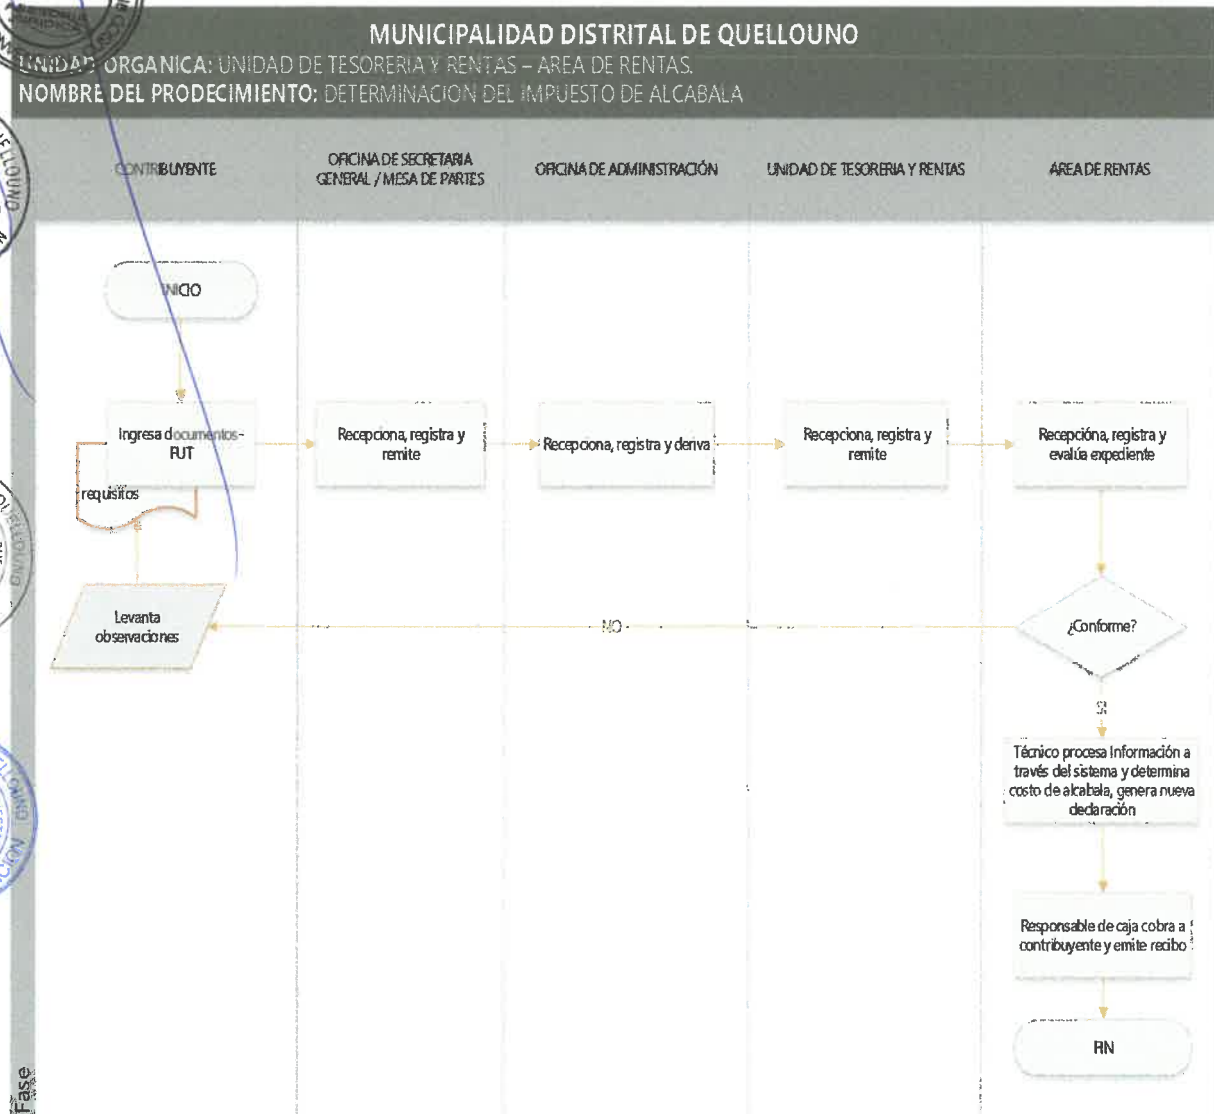 MUNICIPALIDAD DISTRITAL DE QUELLOUNO
UNIDAD ORGANICA: UNIDAD DE TESORERIA Y RENTAS – AREA DE RENTAS.
NOMBRE DEL PRODECIMIENTO: DETERMINACION DEL IMPUESTO DE ALCABALA
CONTRIBUYENTE
OFICINA DE SECRETARIA
GENERAL / MESA DE PARTES
OFICINA DE ADMINISTRACIÓN
UNIDAD DE TESORERIA Y RENTAS
AREA DE RENTAS
INICIO
Ingresa documentos -
FUT
requisitos
Recepciona, registra y
remite
Recepciona, registra y deriva
Recepciona, registra y
remite
Recepcióna, registra y
evalúa expediente
Levanta
observaciones
NO
¿Conforme?
SI
Técnico procesa Información a
través del sistema y determina
costo de alcabala, genera nueva
declaración
Responsable de caja cobra a
contribuyente y emite recibo
FIN
Fase